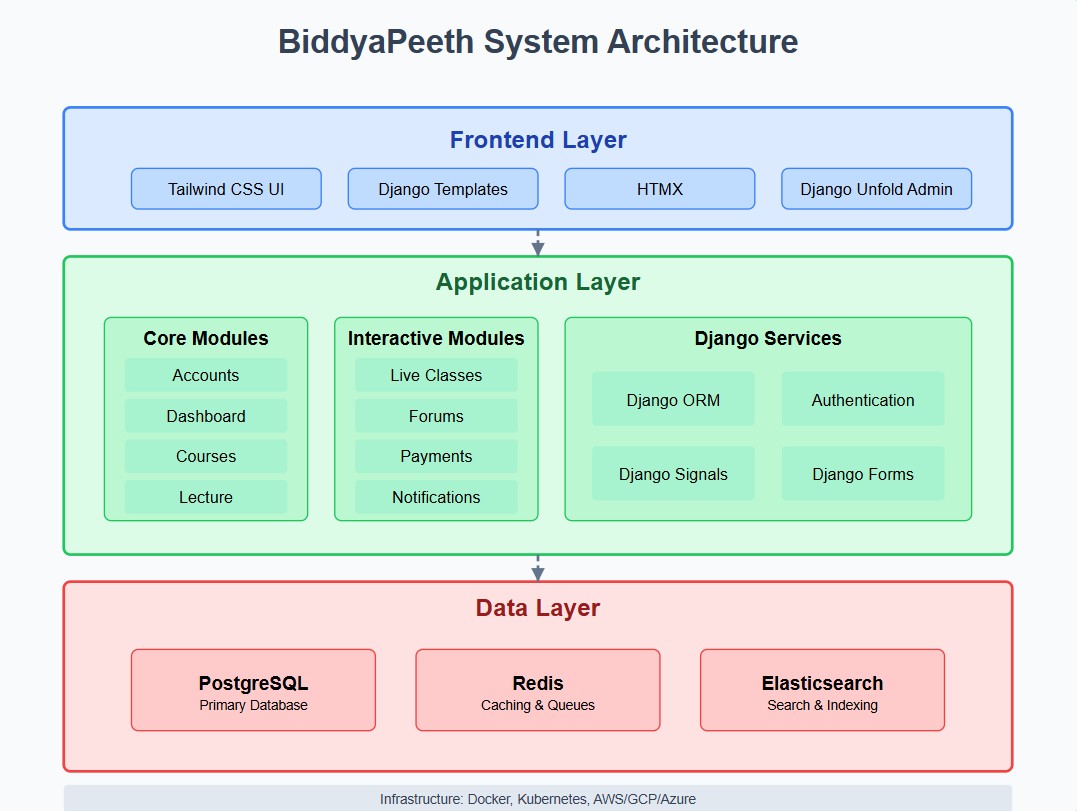 BiddyaPeeth System Architecture
Frontend Layer
Tailwind CSS UI
Django Templates
HTMX
Django Unfold Admin
Application Layer
Core Modules
Accounts
Dashboard
Courses
Lecture
Interactive Modules
Live Classes
Forums
Payments
Notifications
Django Services
Django ORM
Authentication
Django Signals
Django Forms
Data Layer
PostgreSQL
Primary Database
Redis
Caching & Queues
Elasticsearch
Search & Indexing
Infrastructure: Docker, Kubernetes, AWS/GCP/Azure